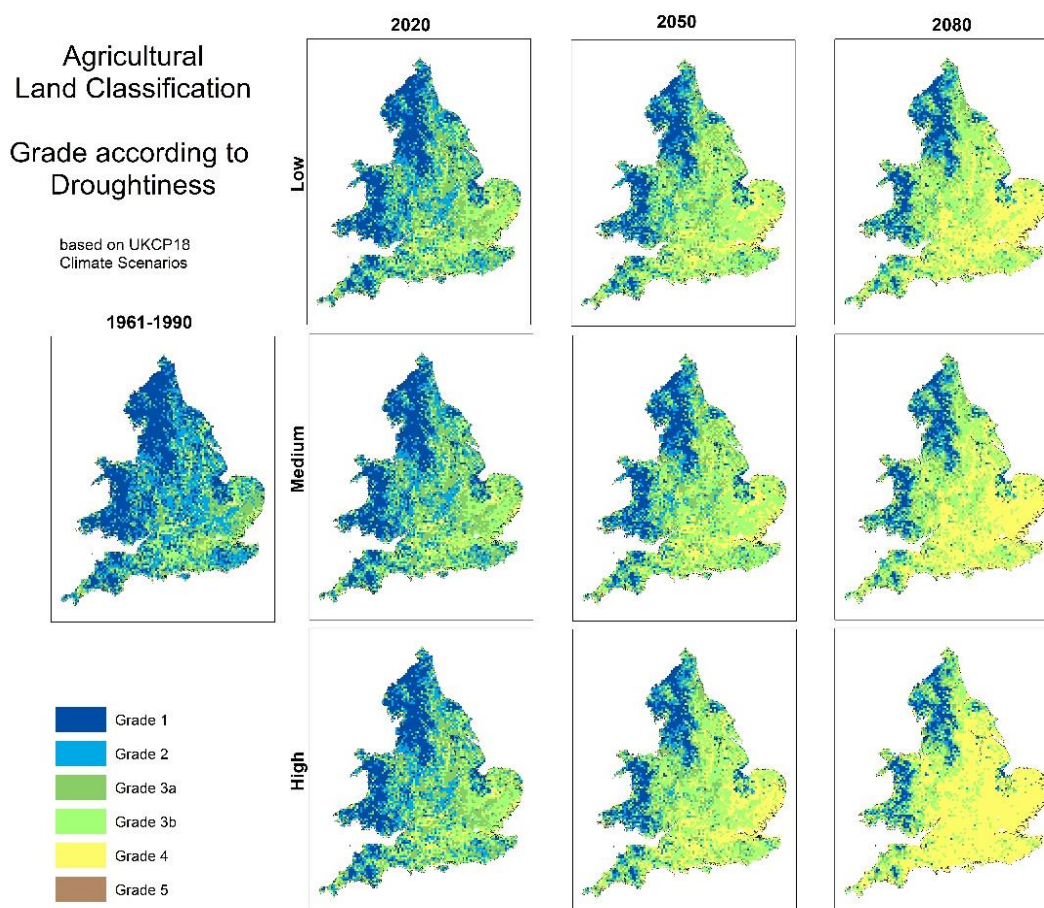 Agricultural
Land Classification
Grade according to
Droughtiness
based on UKCP18
Climate Scenarios
2020
2050
2080
Low
1961-1990
Medium
High
Grade 1
Grade 2
Grade 3a
Grade 3b
Grade 4
Grade 5